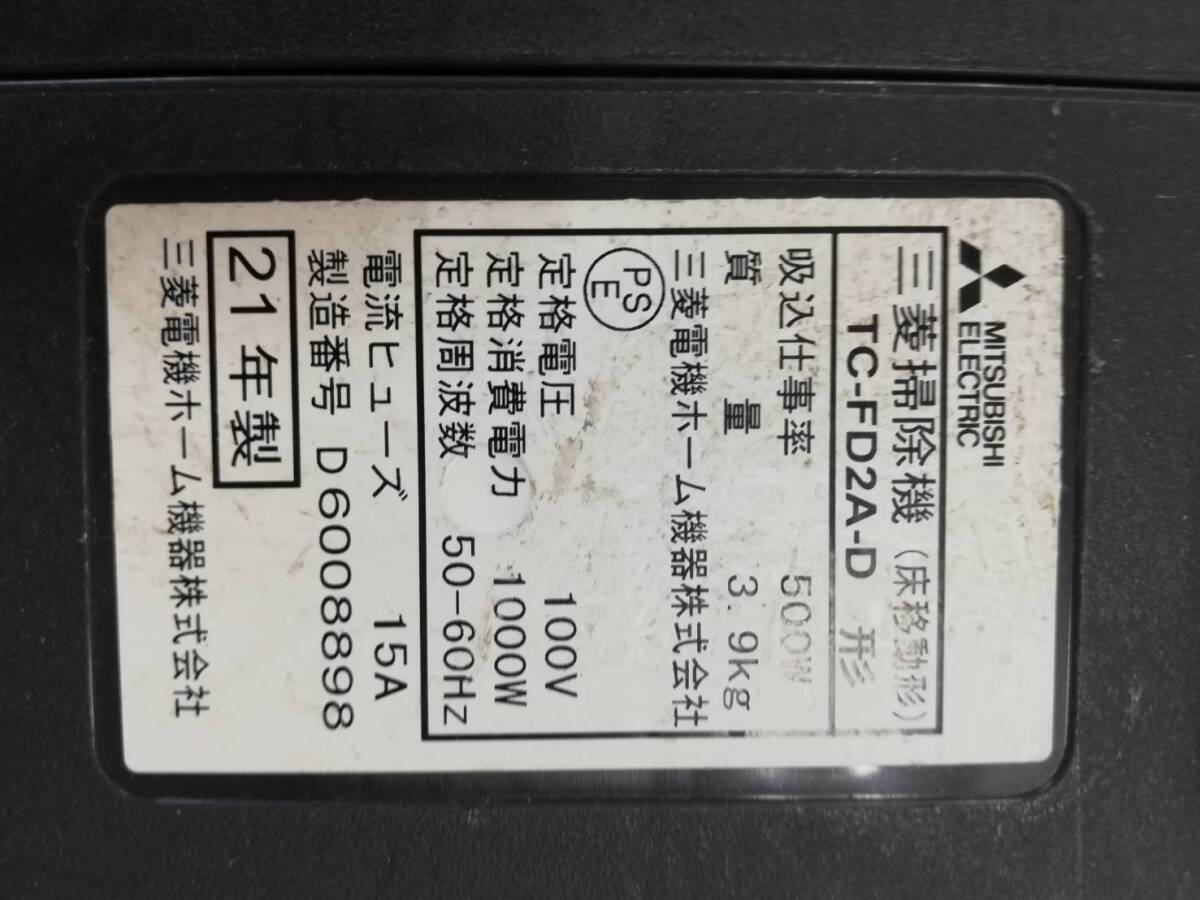 MITSUBISHI
ELECTRIC
三菱掃除機（床移動形）
TC-FD2A-D 形
吸込仕事率 500W
質量 3.9kg
三菱電機ホーム機器株式会社
PS
E
定格電圧 100V
定格消費電力 1000W
定格周波数 50-60Hz
電流ヒューズ 15A
製造番号 D6008898
21年製
三菱電機ホーム機器株式会社